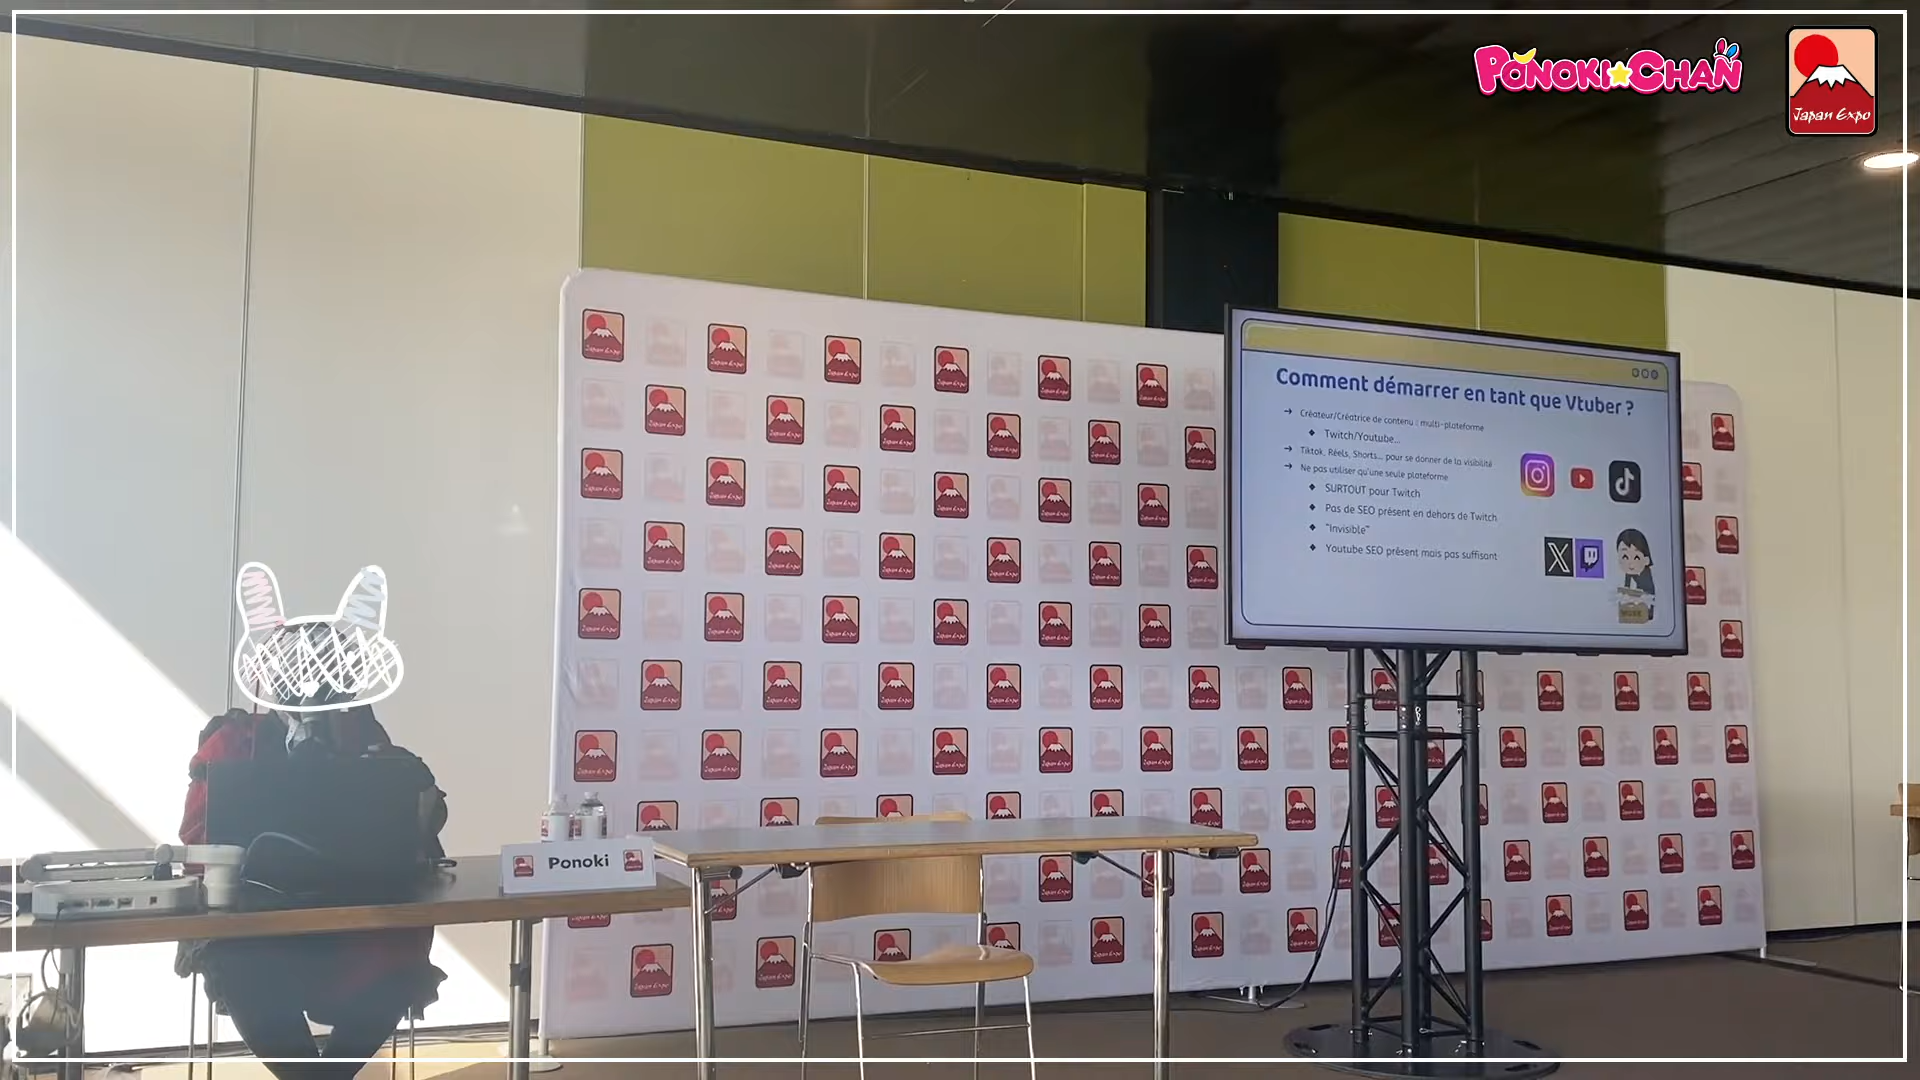 PONOKI★CHAN
Japan Expo
Comment démarrer en tant que Vtuber ?
Créateur/Créatrice de contenu : multi-plateforme
Twitch/Youtube...
Tiktok, Réels, Shorts... pour se donner de la visibilité
Ne pas utiliser qu'une seule plateforme
SURTOUT pour Twitch
Pas de SEO présent en dehors de Twitch
"Invisible"
Youtube SEO présent mais pas suffisant
Ponoki